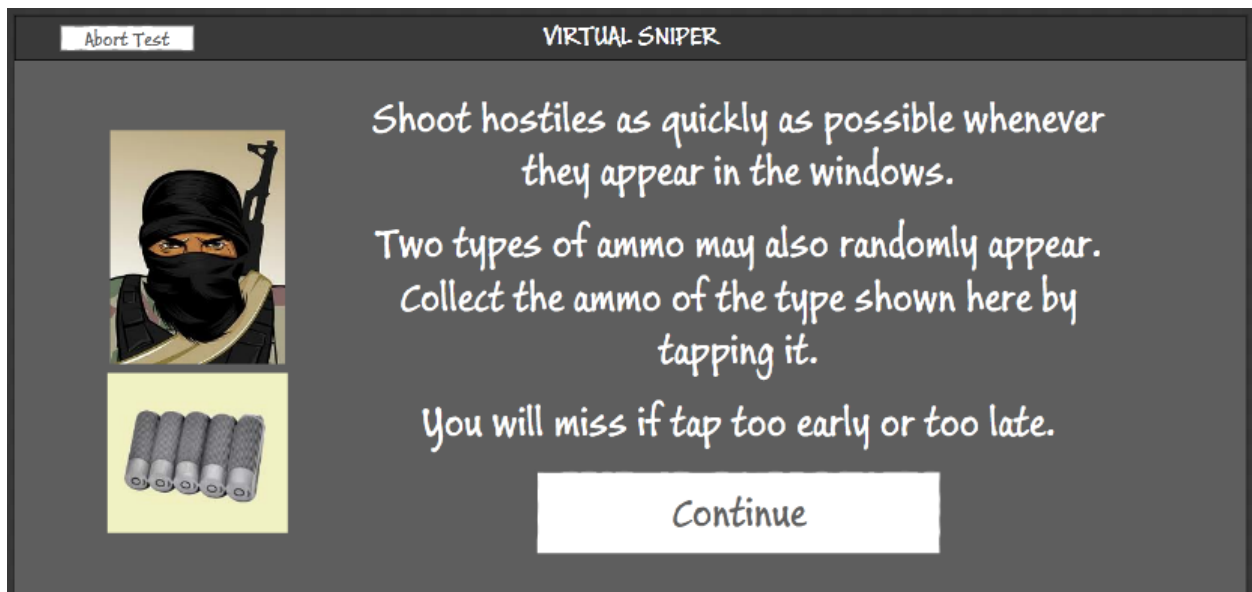 Abort Test
VIRTUAL SNIPER
Shoot hostiles as quickly as possible whenever
they appear in the windows.
Two types of ammo may also randomly appear.
Collect the ammo of the type shown here by
tapping it.
You will miss if tap too early or too late.
Continue